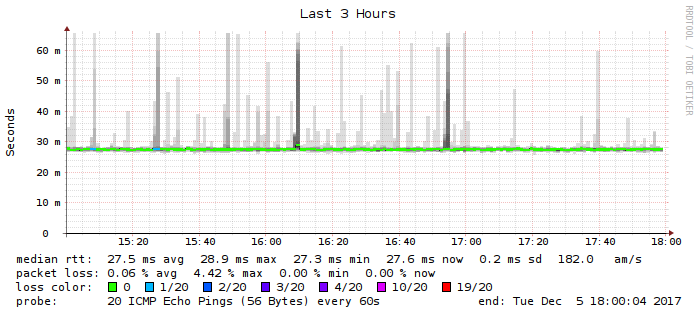 Last 3 Hours
RRDTOOL / TOBI OETIKER
Seconds
60 m
50 m
40 m
30 m
20 m
10 m
0
15:20 15:40 16:00 16:20 16:40 17:00 17:20 17:40 18:00
median rtt: 27.5 ms avg 28.9 ms max 27.3 ms min 27.6 ms now 0.2 ms sd 182.0 am/s
packet loss: 0.06 % avg 4.42 % max 0.00 % min 0.00 % now
loss color: 0 1/20 2/20 3/20 4/20 10/20 19/20
probe: 20 ICMP Echo Pings (56 Bytes) every 60s end: Tue Dec 5 18:00:04 2017